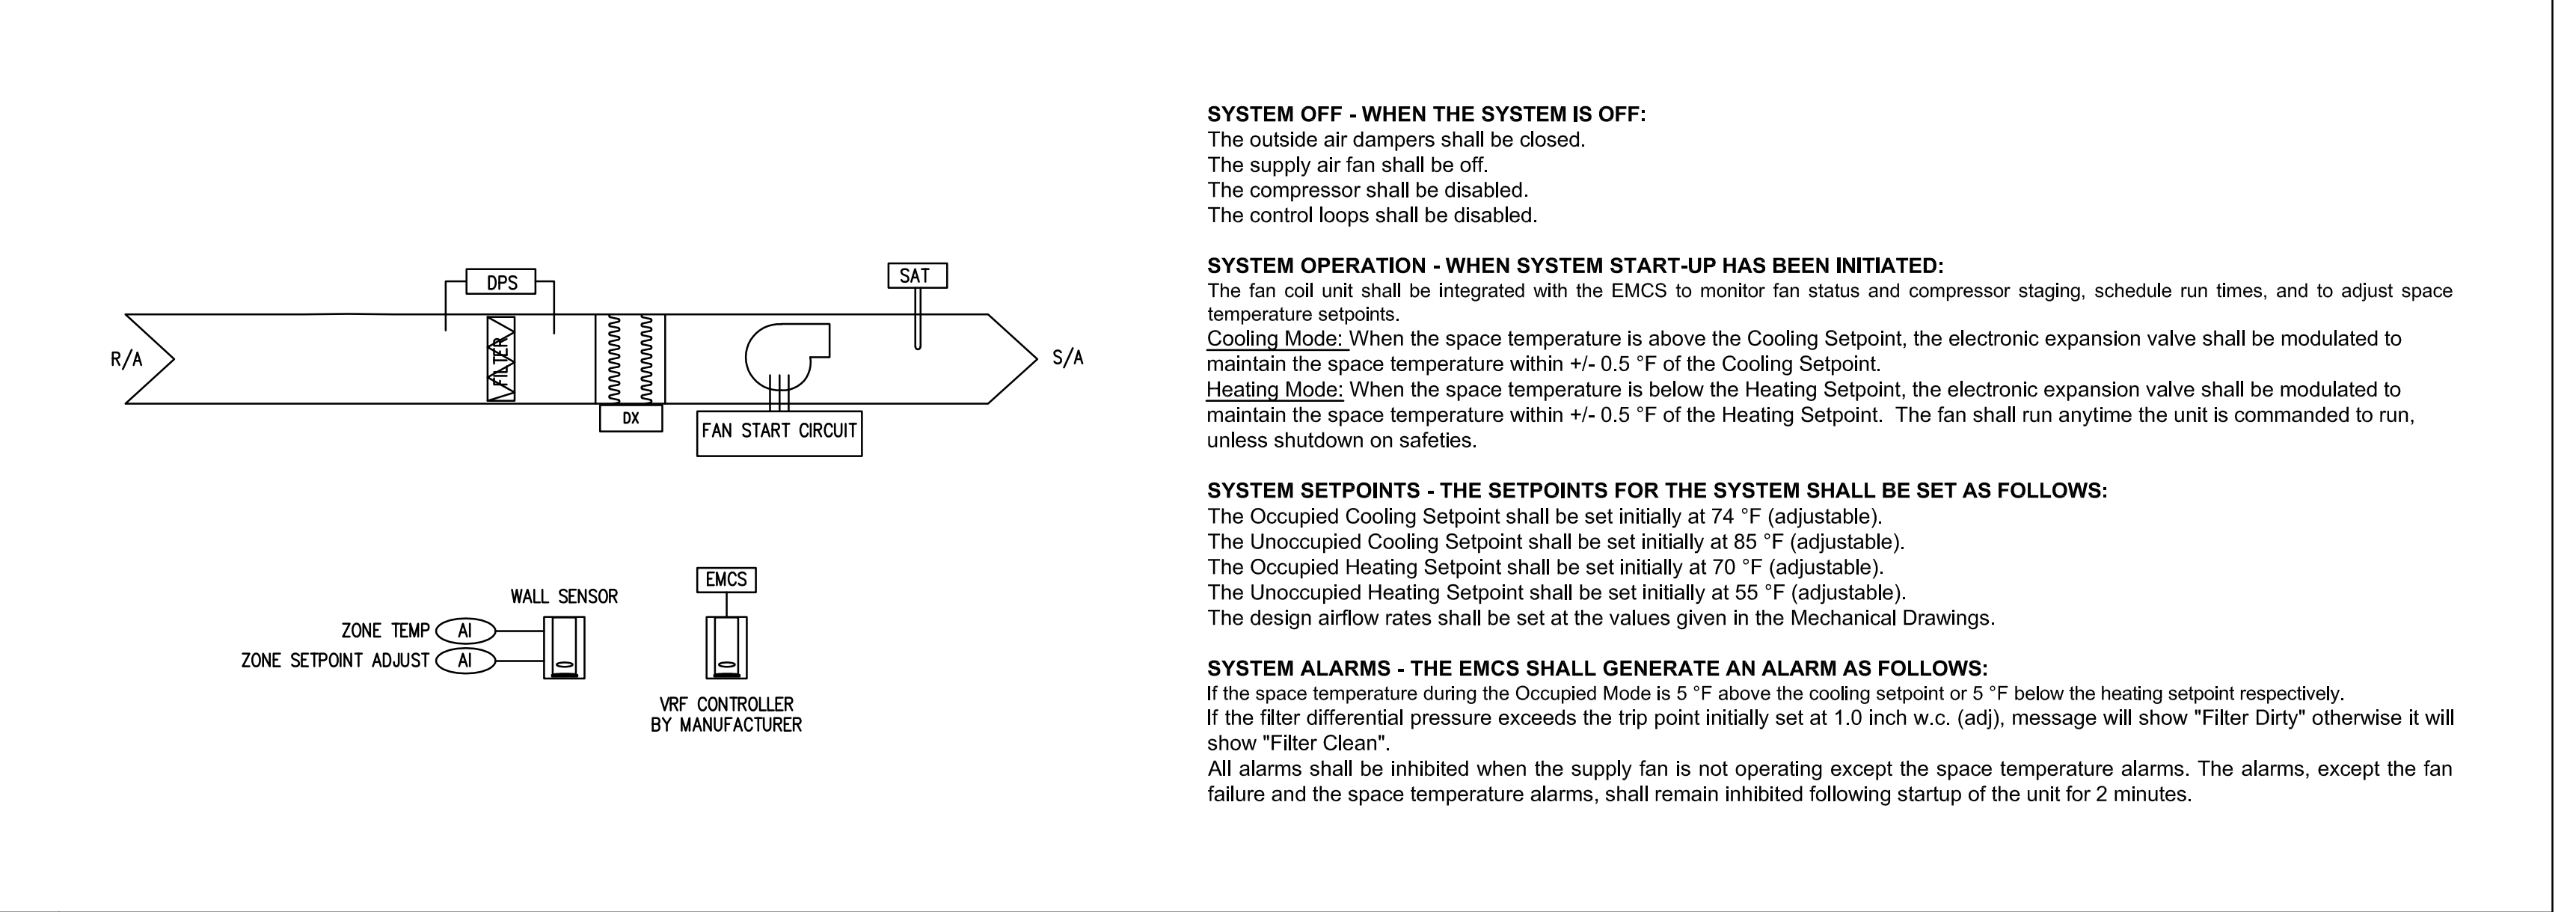 DPS
SAT
R/A
FILTER
S/A
DX
FAN START CIRCUIT
EMCS
WALL SENSOR
ZONE TEMP AI
ZONE SETPOINT ADJUST AI
VRF CONTROLLER
BY MANUFACTURER
SYSTEM OFF - WHEN THE SYSTEM IS OFF:
The outside air dampers shall be closed.
The supply air fan shall be off.
The compressor shall be disabled.
The control loops shall be disabled.
SYSTEM OPERATION - WHEN SYSTEM START-UP HAS BEEN INITIATED:
The fan coil unit shall be integrated with the EMCS to monitor fan status and compressor staging, schedule run times, and to adjust space
temperature setpoints.
Cooling Mode: When the space temperature is above the Cooling Setpoint, the electronic expansion valve shall be modulated to
maintain the space temperature within +/- 0.5 °F of the Cooling Setpoint.
Heating Mode: When the space temperature is below the Heating Setpoint, the electronic expansion valve shall be modulated to
maintain the space temperature within +/- 0.5 °F of the Heating Setpoint. The fan shall run anytime the unit is commanded to run,
unless shutdown on safeties.
SYSTEM SETPOINTS - THE SETPOINTS FOR THE SYSTEM SHALL BE SET AS FOLLOWS:
The Occupied Cooling Setpoint shall be set initially at 74 °F (adjustable).
The Unoccupied Cooling Setpoint shall be set initially at 85 °F (adjustable).
The Occupied Heating Setpoint shall be set initially at 70 °F (adjustable).
The Unoccupied Heating Setpoint shall be set initially at 55 °F (adjustable).
The design airflow rates shall be set at the values given in the Mechanical Drawings.
SYSTEM ALARMS - THE EMCS SHALL GENERATE AN ALARM AS FOLLOWS:
If the space temperature during the Occupied Mode is 5 °F above the cooling setpoint or 5 °F below the heating setpoint respectively.
If the filter differential pressure exceeds the trip point initially set at 1.0 inch w.c. (adj), message will show "Filter Dirty" otherwise it will
show "Filter Clean".
All alarms shall be inhibited when the supply fan is not operating except the space temperature alarms. The alarms, except the fan
failure and the space temperature alarms, shall remain inhibited following startup of the unit for 2 minutes.